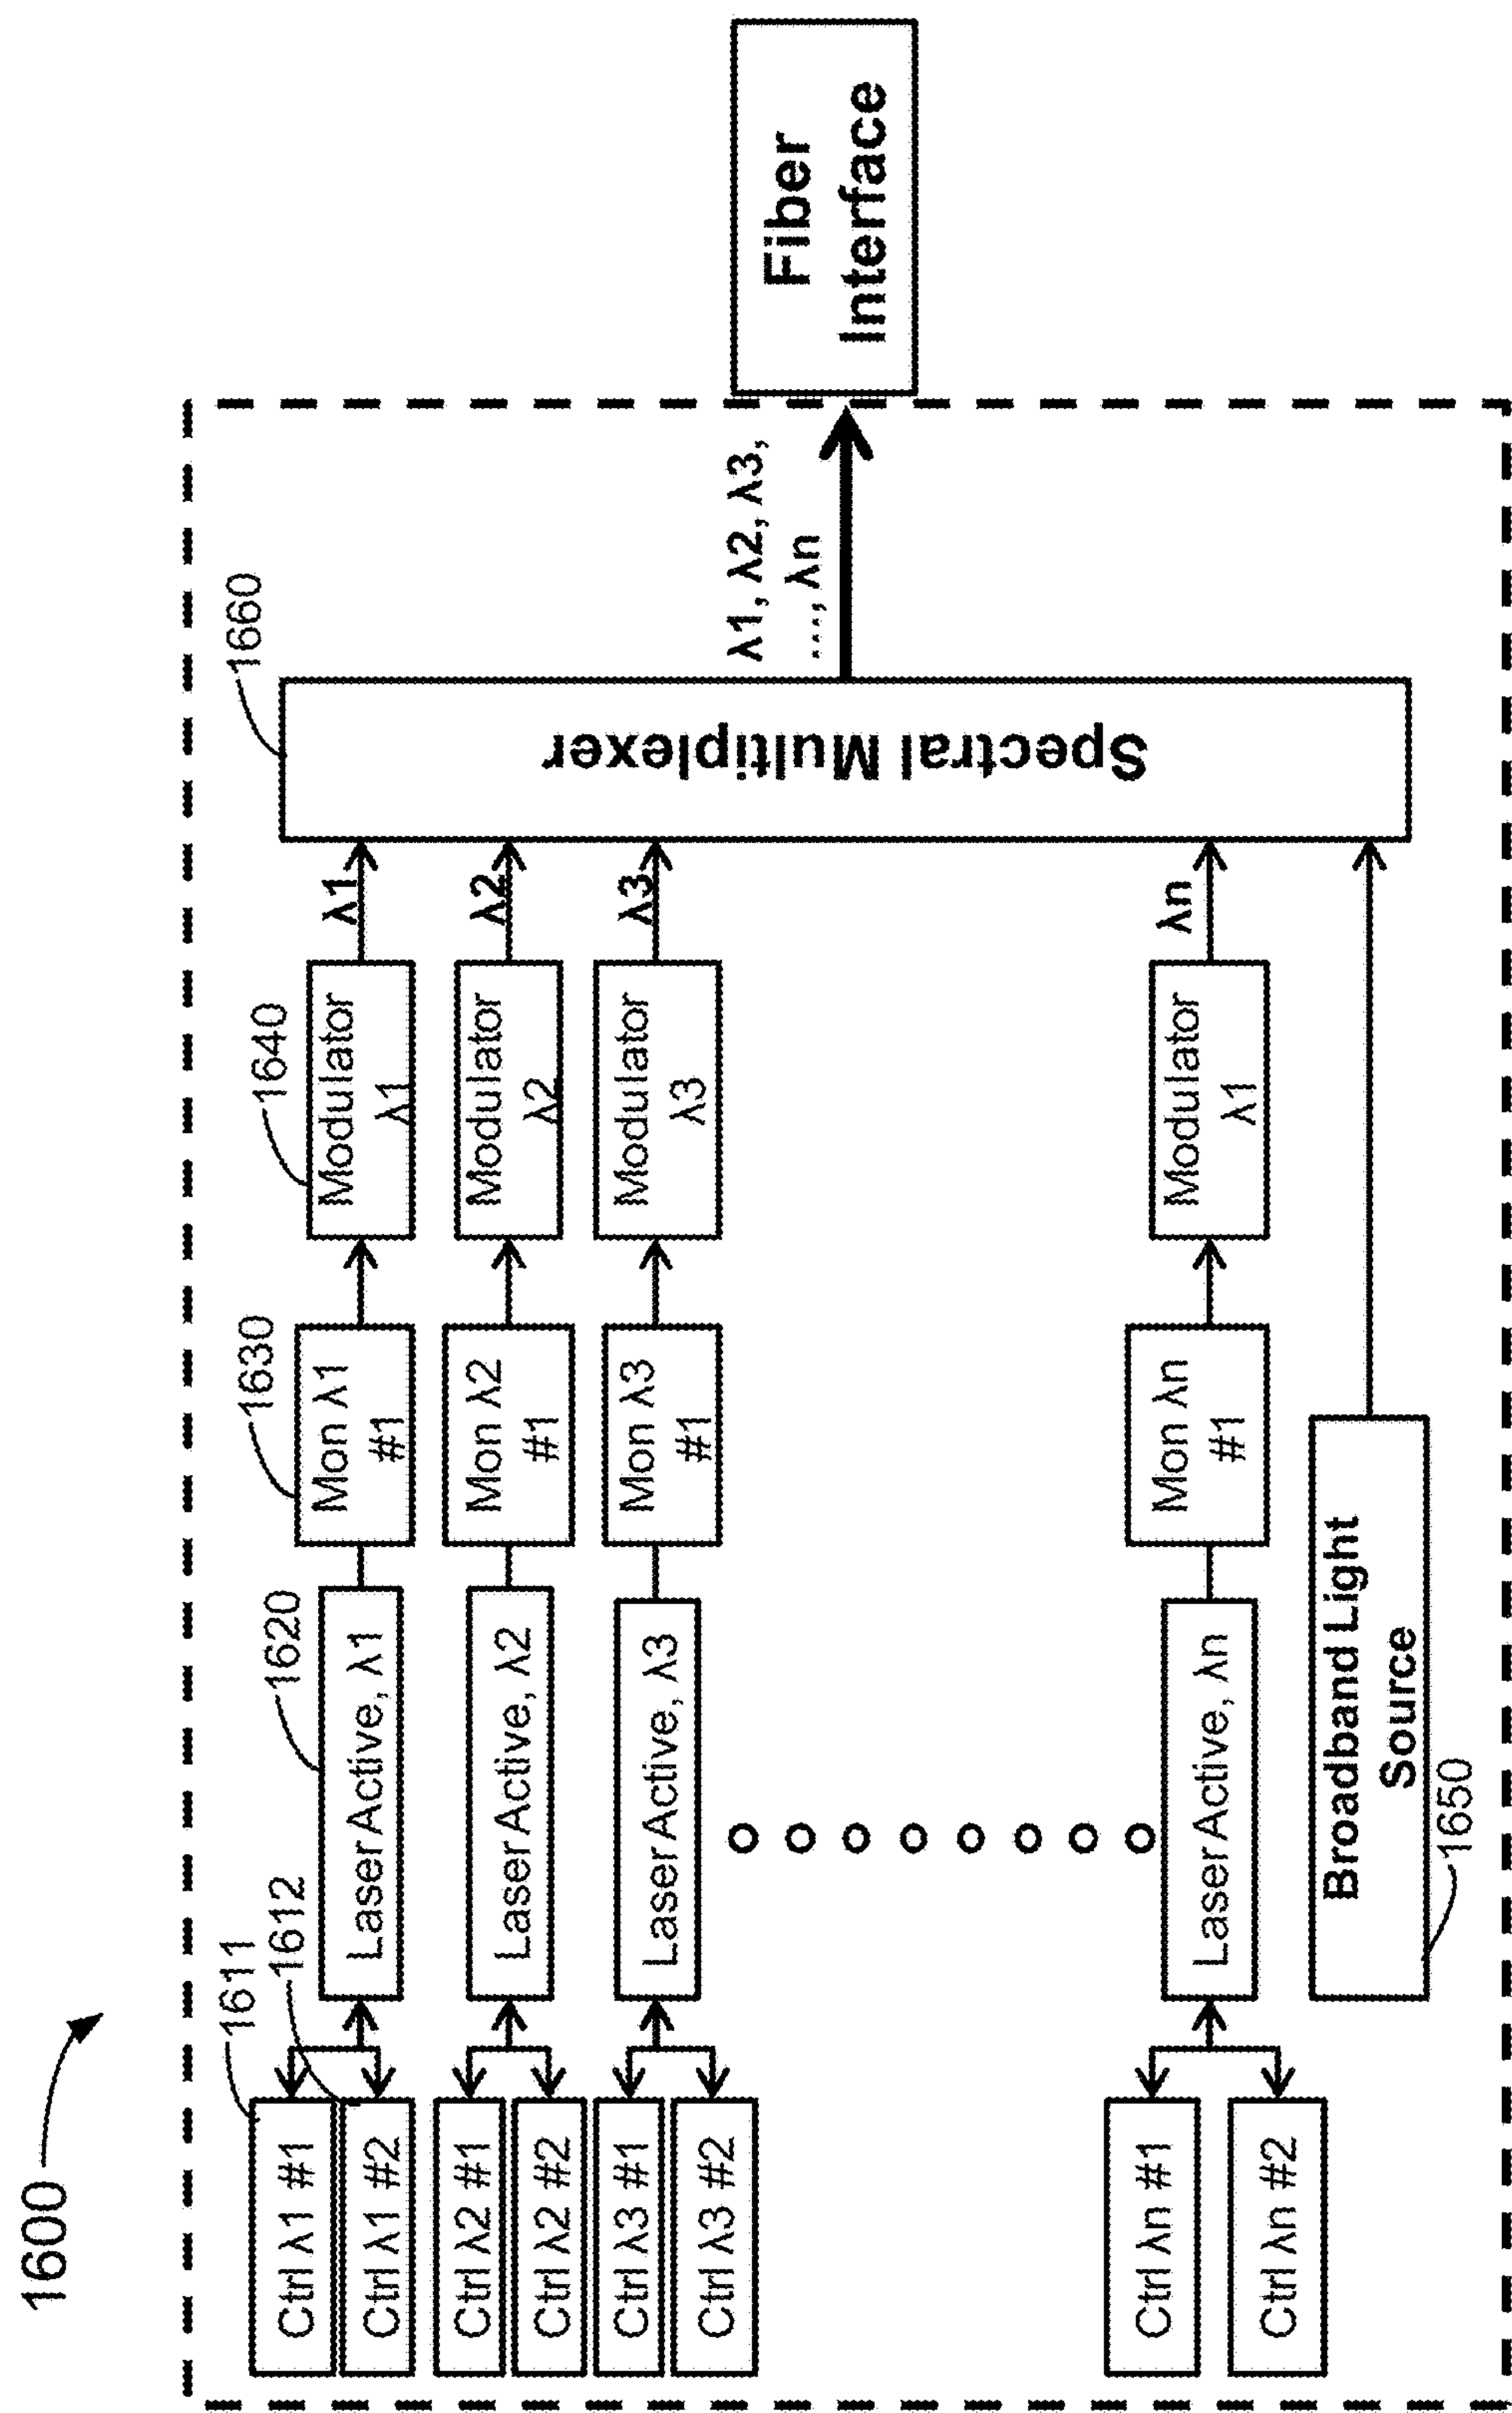 1600
1611
1612
1620
1630
1640
1660
Ctrl λ1 #1
Ctrl λ1 #2
Laser Active, λ1
Mon λ1
#1
Modulator
λ1
λ1
Ctrl λ2 #1
Ctrl λ2 #2
Laser Active, λ2
Mon λ2
#1
Modulator
λ2
λ2
Ctrl λ3 #1
Ctrl λ3 #2
Laser Active, λ3
Mon λ3
#1
Modulator
λ3
λ3
Ctrl λn #1
Ctrl λn #2
Laser Active, λn
Mon λn
#1
Modulator
λ1
λn
Broadband Light
Source
1650
Spectral Multiplexer
λ1, λ2, λ3,
..., λn
Fiber
Interface